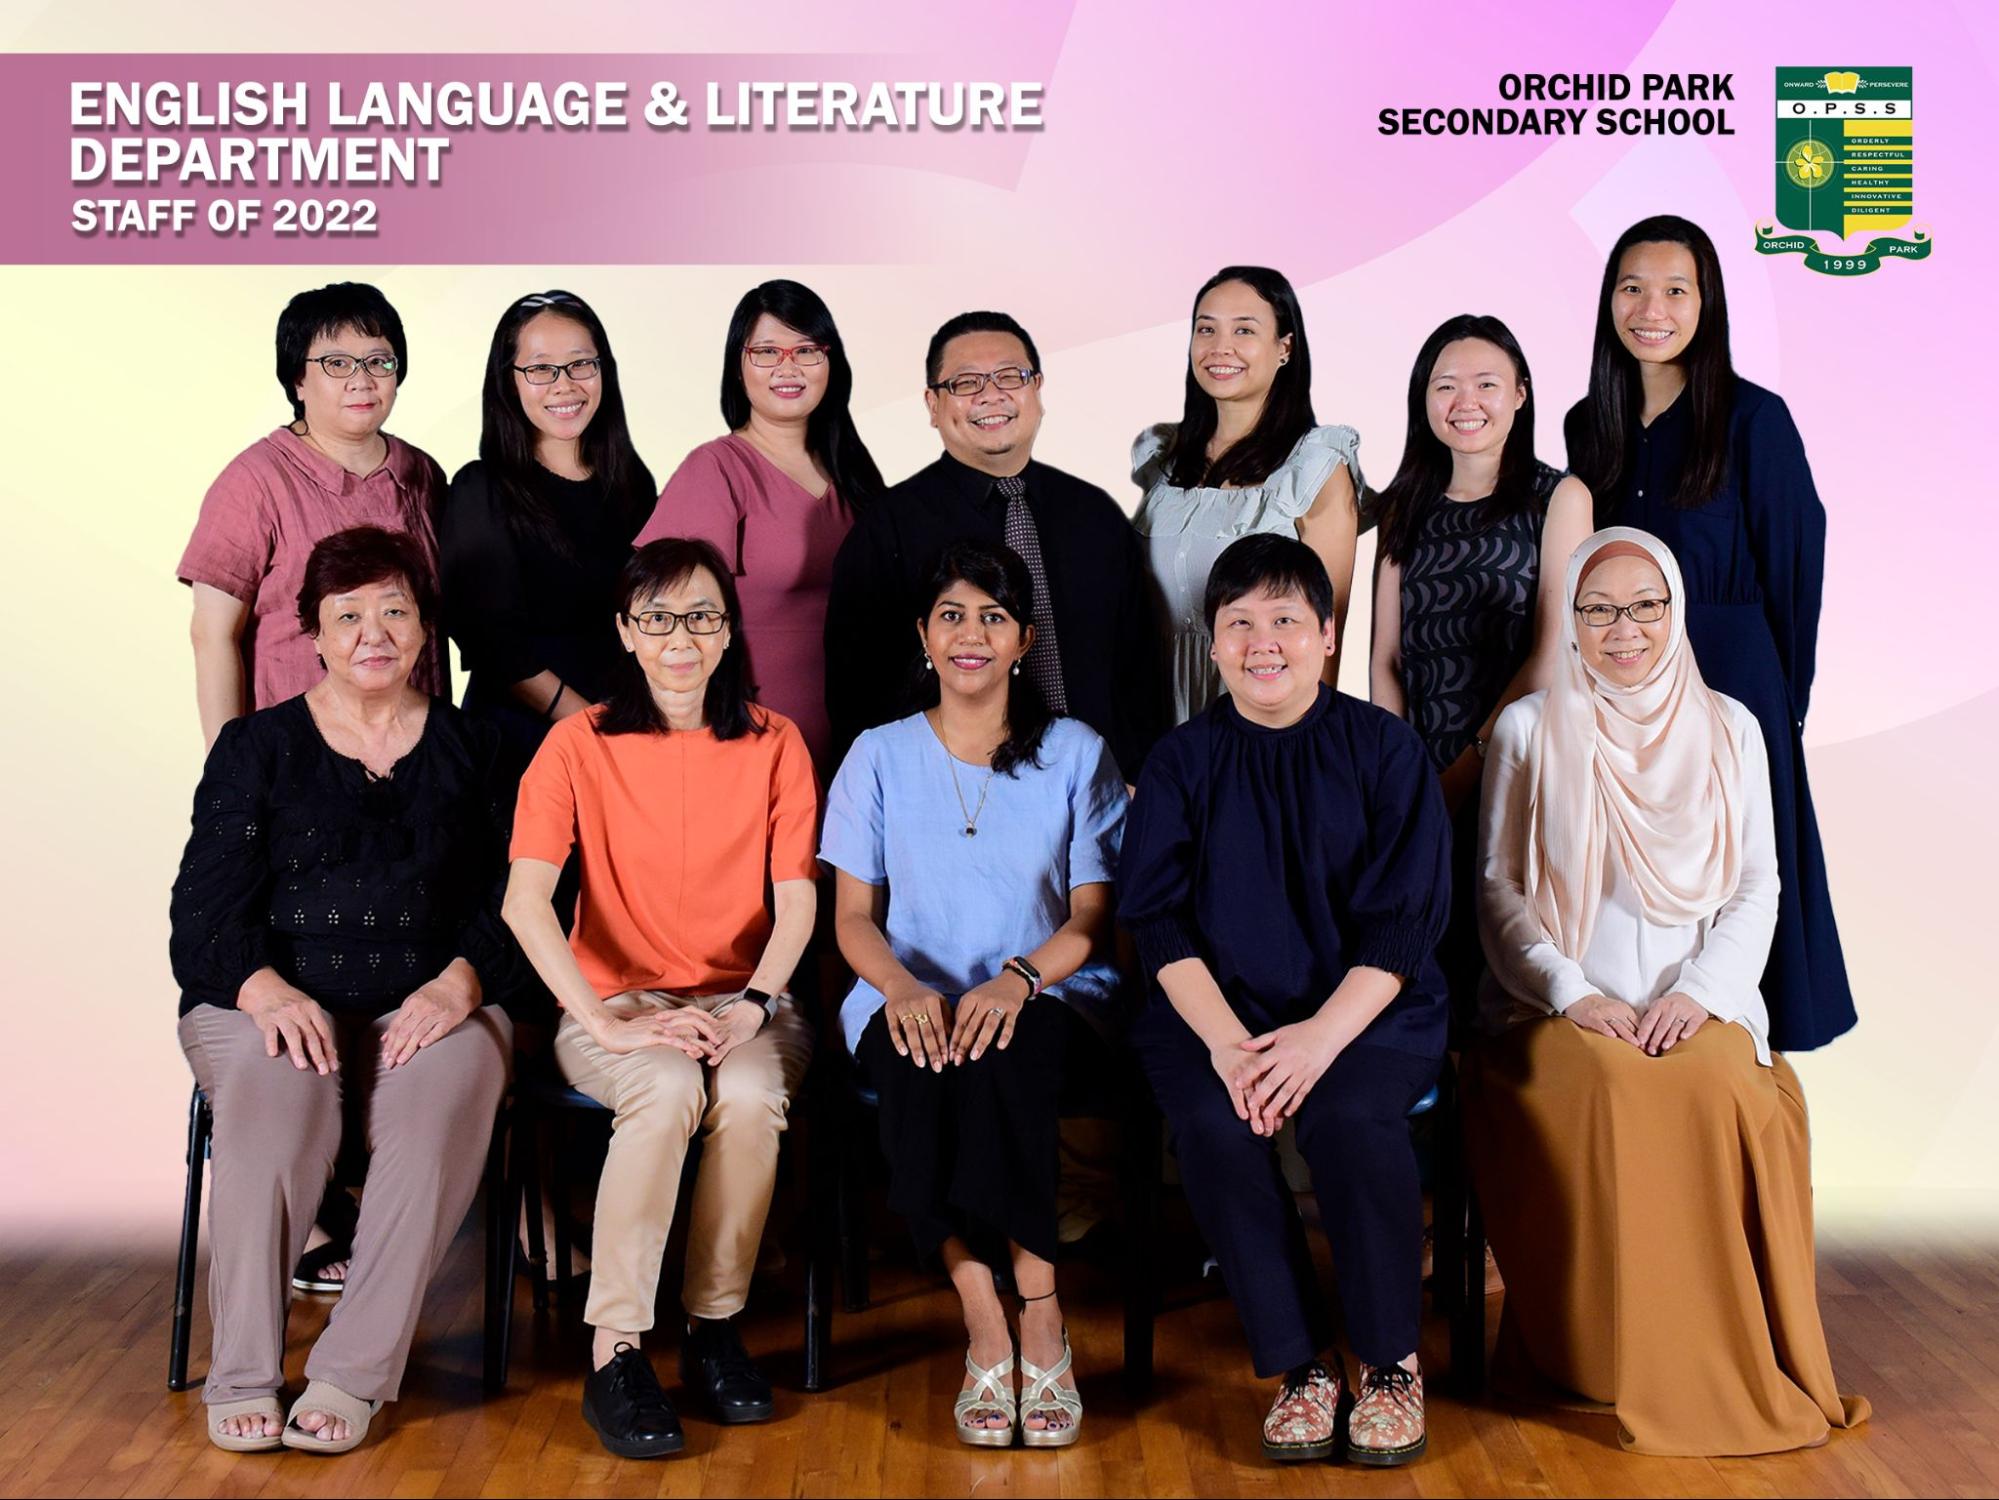 ENGLISH LANGUAGE & LITERATURE
DEPARTMENT
STAFF OF 2022
ORCHID PARK
SECONDARY SCHOOL
ONWARD PERSEVERE
O.P.S.S
ORDERLY
RESPECTFUL
CARING
HEALTHY
INNOVATIVE
DILIGENT
ORCHID PARK
1999